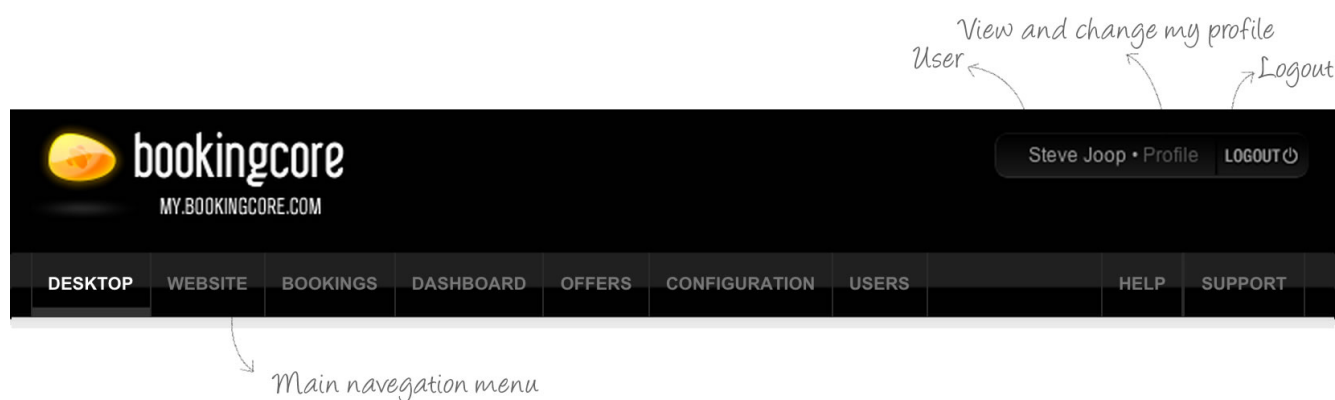 View and change my profile
User
Logout
bookingcore
Steve Joop • Profile LOGOUT
MY.BOOKINGCORE.COM
DESKTOP WEBSITE BOOKINGS DASHBOARD OFFERS CONFIGURATION USERS HELP SUPPORT
Main navegation menu